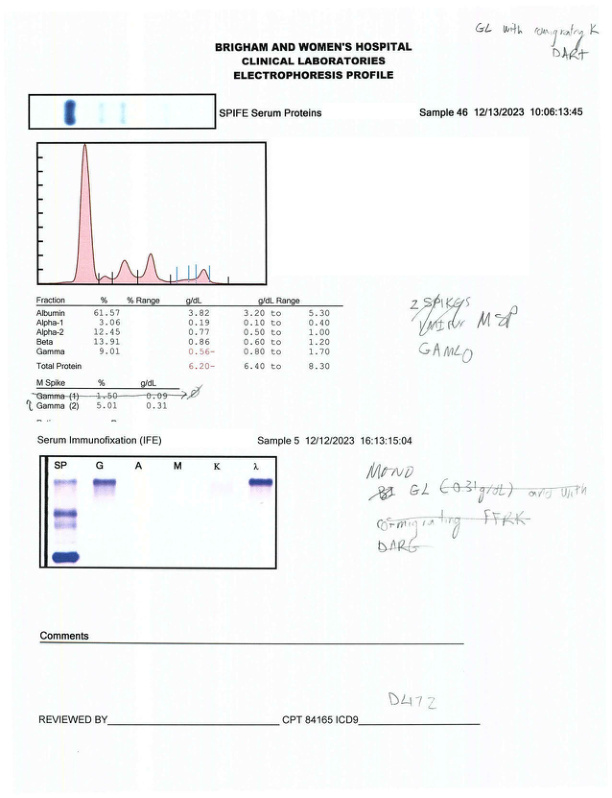 GL with comigrating K
DART
BRIGHAM AND WOMEN'S HOSPITAL
CLINICAL LABORATORIES
ELECTROPHORESIS PROFILE
SPIFE Serum Proteins Sample 46 12/13/2023 10:06:13:45
Fraction % % Range g/dL g/dL Range
Albumin 61.57 3.82 3.20 to 5.30
Alpha-1 3.06 0.19 0.10 to 0.40
Alpha-2 12.45 0.77 0.50 to 1.00
Beta 13.91 0.86 0.60 to 1.20
Gamma 9.01 0.56- 0.80 to 1.70
Total Protein 6.20- 6.40 to 8.30
2 SPIKES
MSP
GAMLO
M Spike % g/dL
Gamma (1) 1.50 0.09
Gamma (2) 5.01 0.31
Serum Immunofixation (IFE) Sample 5 12/12/2023 16:13:15:04
SP G A M K λ
MONO
GL (0.31g/dL) and with
comigrating FFRK
DARG
Comments
D472
REVIEWED BY CPT 84165 ICD9